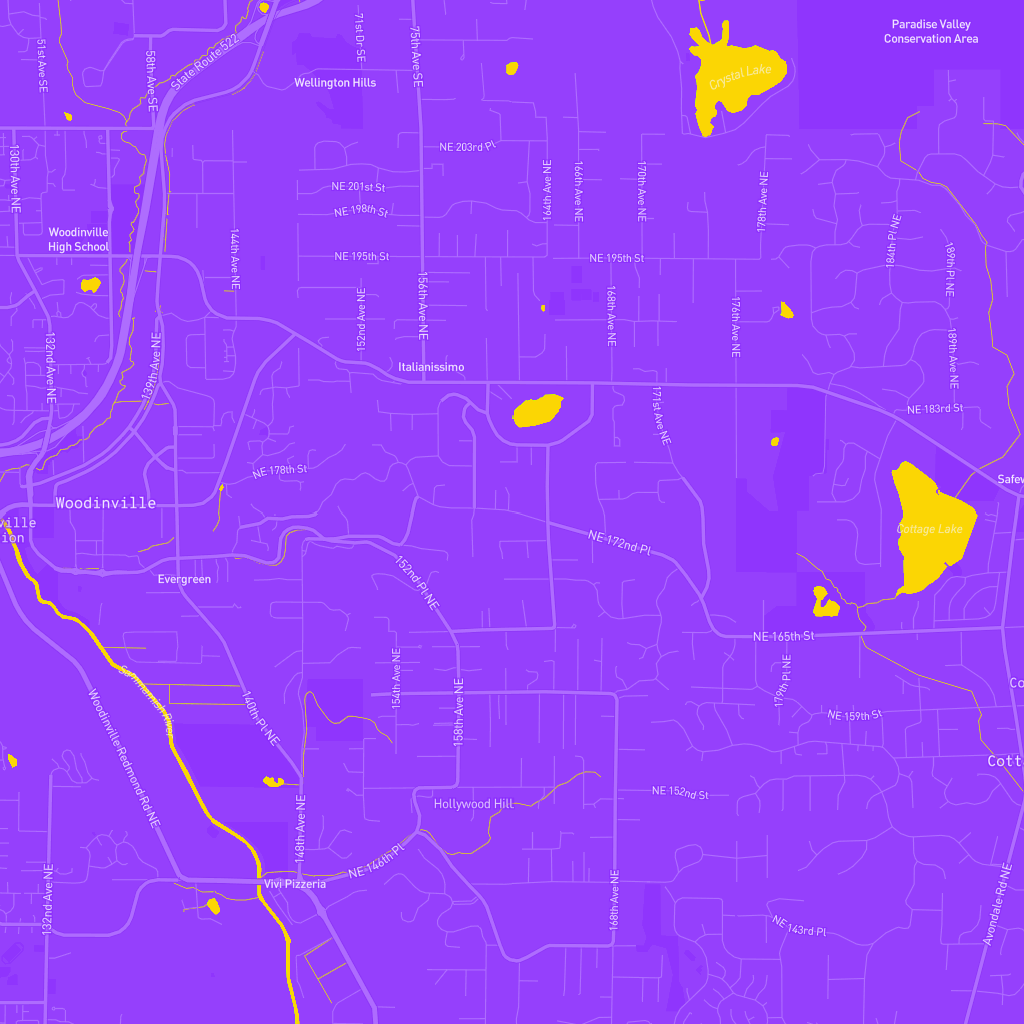 Paradise Valley
Conservation Area
51st Ave SE
58th Ave SE
State Route 522
71st Dr SE
75th Ave SE
Wellington Hills
Crystal Lake
130th Ave NE
NE 203rd Pl
NE 201st St
NE 198th St
164th Ave NE
166th Ave NE
170th Ave NE
178th Ave NE
184th Pl NE
Woodinville
High School
144th Ave NE
NE 195th St
NE 195th St
189th Pl NE
152nd Ave NE
156th Ave NE
168th Ave NE
176th Ave NE
132nd Ave NE
139th Ave NE
Italianissimo
189th Ave NE
171st Ave NE
NE 183rd St
NE 178th St
Woodinville
ville
ion
Safew
Cottage Lake
NE 172nd Pl
Evergreen
152nd Pl NE
NE 165th St
Sammamish River
154th Ave NE
158th Ave NE
179th Pl NE
140th Pl NE
Woodinville Redmond Rd NE
NE 159th St
Co
Cott
Hollywood Hill
NE 152nd St
148th Ave NE
NE 146th Pl
Vivi Pizzeria
132nd Ave NE
168th Ave NE
NE 143rd Pl
Avondale Rd NE